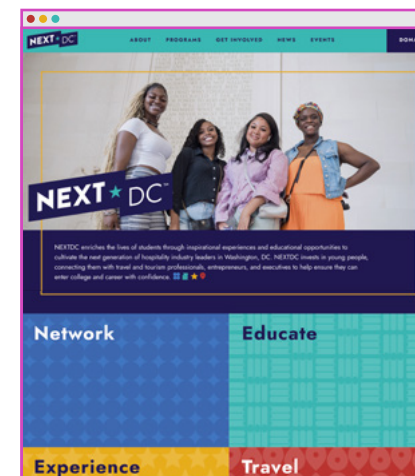 NEXT★DC
ABOUT PROGRAMS GET INVOLVED NEWS EVENTS DONA
NEXT★DC™
NEXTDC enriches the lives of students through inspirational experiences and educational opportunities to
cultivate the next generation of hospitality industry leaders in Washington, DC. NEXTDC invests in young people,
connecting them with travel and tourism professionals, entrepreneurs, and executives to help ensure they can
enter college and career with confidence.
Network
Educate
Experience
Travel